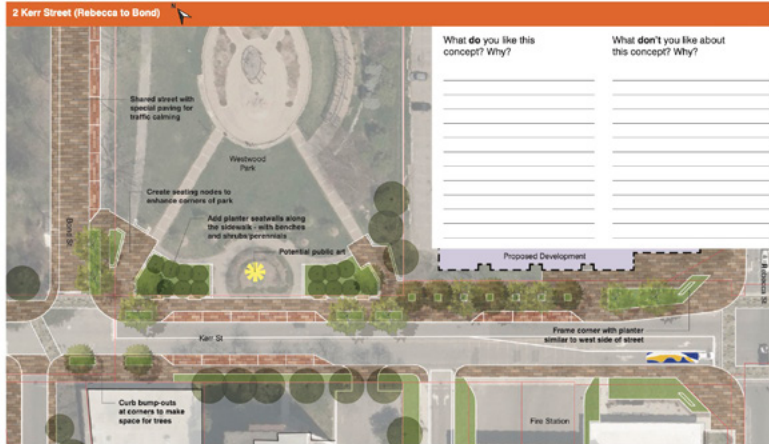 2 Kerr Street (Rebecca to Bond)
What do you like this
concept? Why?
What don't you like about
this concept? Why?
Shared street with
special paving for
traffic calming
Westwood
Park
Create seating nodes to
enhance corners of park
Add planter seatwalls along
the sidewalk - with benches
and shrubs/perennials
Potential public art
Bond St
Proposed Development
Rebecca St
Kerr St
Frame corner with planter
similar to west side of street
Curb bump-outs
at corners to make
space for trees
Fire Station